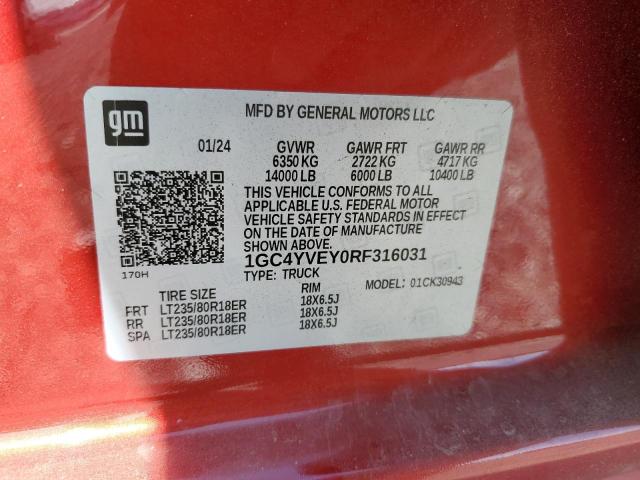 gm
MFD BY GENERAL MOTORS LLC
01/24 GVWR GAWR FRT GAWR RR
6350 KG 2722 KG 4717 KG
14000 LB 6000 LB 10400 LB
THIS VEHICLE CONFORMS TO ALL
APPLICABLE U.S. FEDERAL MOTOR
VEHICLE SAFETY STANDARDS IN EFFECT
ON THE DATE OF MANUFACTURE
SHOWN ABOVE.
1GC4YVEY0RF316031
170H
TYPE: TRUCK
MODEL: 01CK30943
TIRE SIZE RIM
FRT LT235/80R18ER 18X6.5J
RR LT235/80R18ER 18X6.5J
SPA LT235/80R18ER 18X6.5J